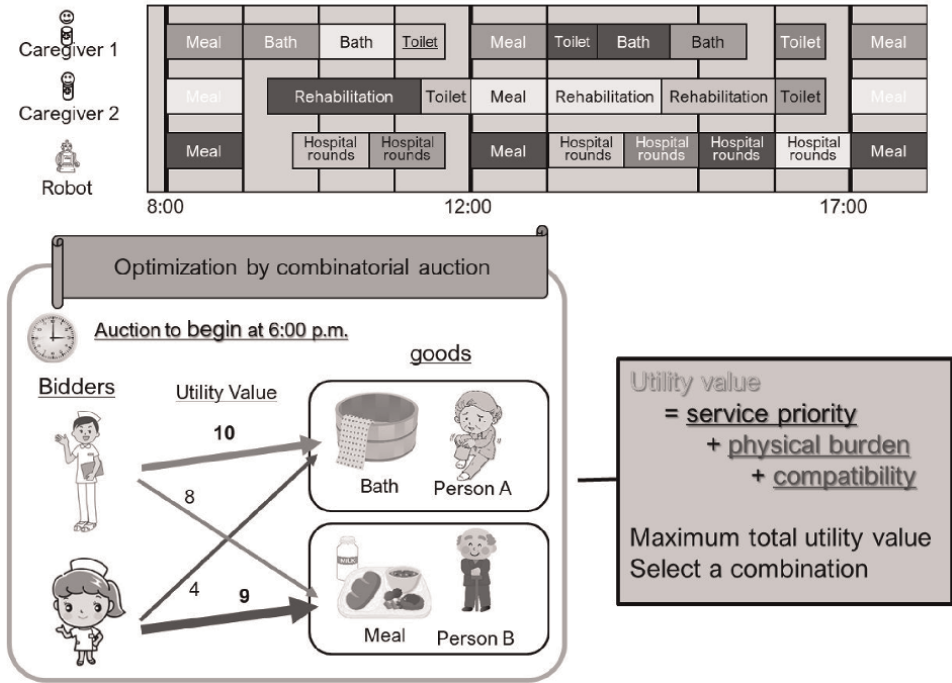 Caregiver 1
Meal
Bath
Bath
Toilet
Meal
Toilet
Bath
Bath
Toilet
Meal
Caregiver 2
Meal
Rehabilitation
Toilet
Meal
Rehabilitation
Rehabilitation
Toilet
Meal
Robot
Meal
Hospital
rounds
Hospital
rounds
Meal
Hospital
rounds
Hospital
rounds
Hospital
rounds
Hospital
rounds
Meal
8:00
12:00
17:00
Optimization by combinatorial auction
Auction to begin at 6:00 p.m.
Bidders
Utility Value
goods
10
8
4
9
Bath
Person A
MILK
Meal
Person B
Utility value
= service priority
+ physical burden
+ compatibility
Maximum total utility value
Select a combination